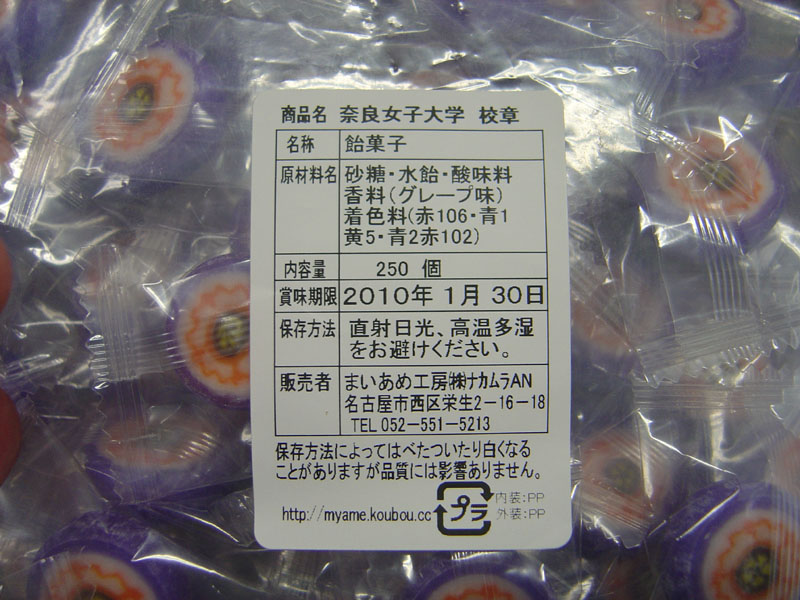 商品名 奈良女子大学 校章
名称 飴菓子
原材料名 砂糖・水飴・酸味料
香料(グレープ味)
着色料(赤106・青1
黄5・青2赤102)
内容量 250 個
賞味期限 2010年 1月 30日
保存方法 直射日光、高温多湿
をお避けください。
販売者 まいあめ工房㈱ナカムラAN
名古屋市西区栄生2-16-18
TEL 052-551-5213
保存方法によってはべたついたり白くなる
ことがありますが品質には影響ありません。
http://myame.koubou.cc プラ 内装:PP
外装:PP